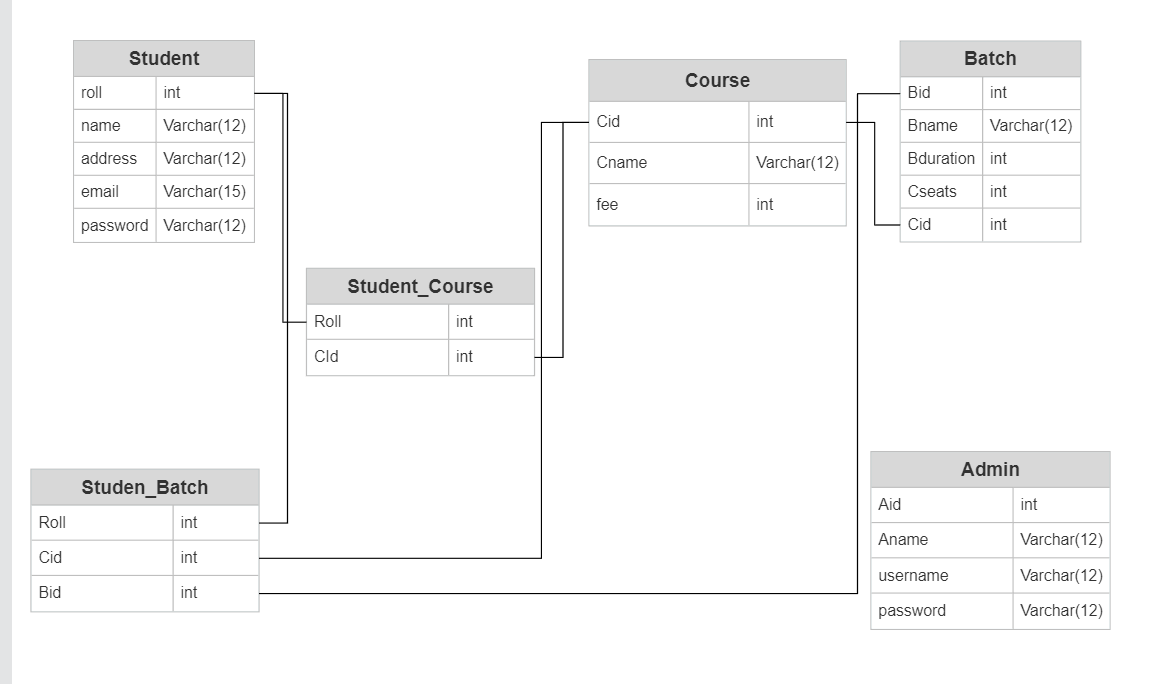 Student
roll int
name Varchar(12)
address Varchar(12)
email Varchar(15)
password Varchar(12)
Course
Cid int
Cname Varchar(12)
fee int
Batch
Bid int
Bname Varchar(12)
Bduration int
Cseats int
Cid int
Student_Course
Roll int
CId int
Studen_Batch
Roll int
Cid int
Bid int
Admin
Aid int
Aname Varchar(12)
username Varchar(12)
password Varchar(12)